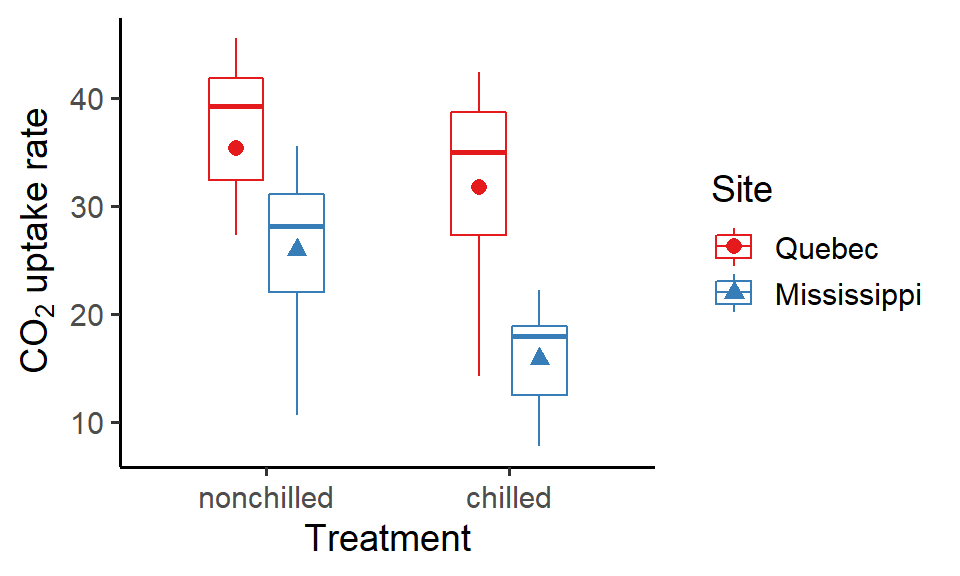 CO₂ uptake rate
40
30
20
10
nonchilled
chilled
Treatment
Site
Quebec
Mississippi